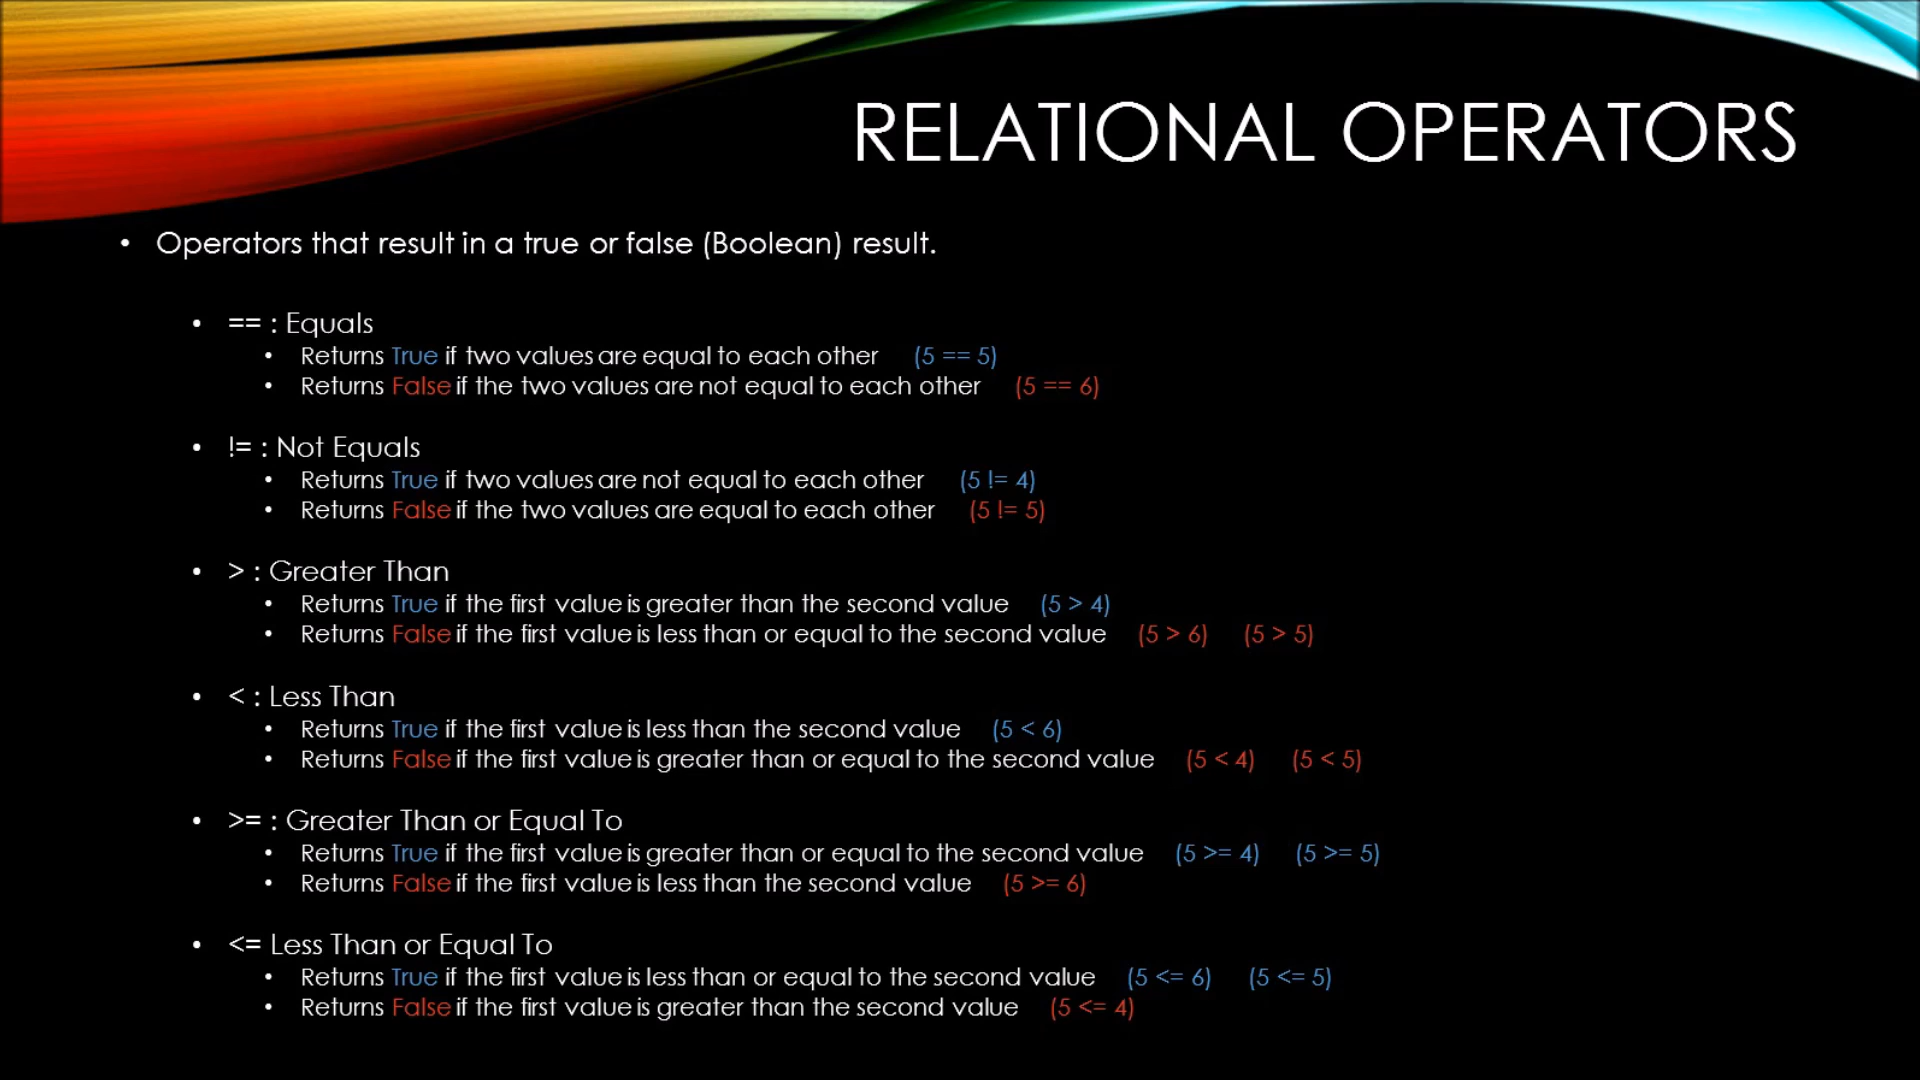 RELATIONAL OPERATORS
• Operators that result in a true or false (Boolean) result.
• == : Equals
• Returns True if two values are equal to each other (5 == 5)
• Returns False if the two values are not equal to each other (5 == 6)
• != : Not Equals
• Returns True if two values are not equal to each other (5 != 4)
• Returns False if the two values are equal to each other (5 != 5)
• > : Greater Than
• Returns True if the first value is greater than the second value (5 > 4)
• Returns False if the first value is less than or equal to the second value (5 > 6) (5 > 5)
• < : Less Than
• Returns True if the first value is less than the second value (5 < 6)
• Returns False if the first value is greater than or equal to the second value (5 < 4) (5 < 5)
• >= : Greater Than or Equal To
• Returns True if the first value is greater than or equal to the second value (5 >= 4) (5 >= 5)
• Returns False if the first value is less than the second value (5 >= 6)
• <= Less Than or Equal To
• Returns True if the first value is less than or equal to the second value (5 <= 6) (5 <= 5)
• Returns False if the first value is greater than the second value (5 <= 4)